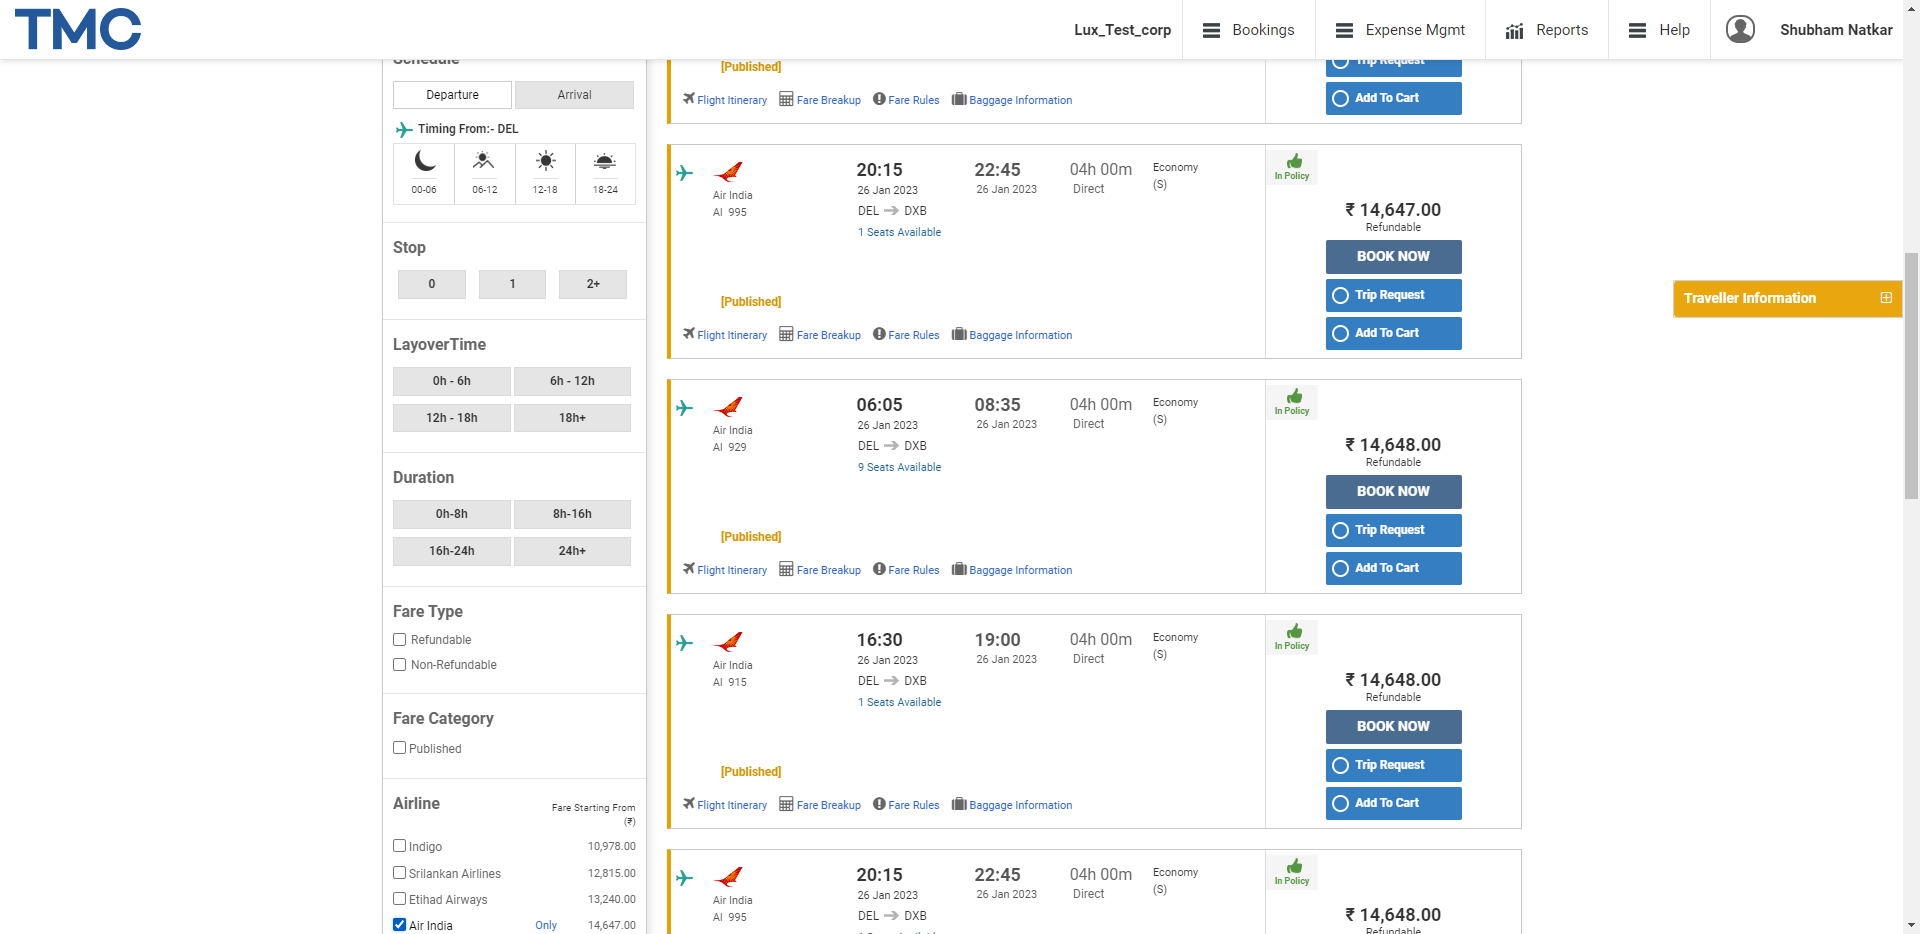 TMC
Lux_Test_corp
Bookings
Expense Mgmt
Reports
Help
Shubham Natkar
Schedule
Departure
Arrival
Timing From:- DEL
00-06
06-12
12-18
18-24
Stop
0
1
2+
LayoverTime
0h - 6h
6h - 12h
12h - 18h
18h+
Duration
0h-8h
8h-16h
16h-24h
24h+
Fare Type
Refundable
Non-Refundable
Fare Category
Published
Airline
Fare Starting From
(₹)
Indigo 10,978.00
Srilankan Airlines 12,815.00
Etihad Airways 13,240.00
Air India Only 14,647.00
[Published]
Flight Itinerary Fare Breakup Fare Rules Baggage Information
Trip Request
Add To Cart
Air India
AI 995
20:15
26 Jan 2023
DEL DXB
1 Seats Available
22:45
26 Jan 2023
04h 00m
Direct
Economy
(S)
[Published]
Flight Itinerary Fare Breakup Fare Rules Baggage Information
In Policy
₹ 14,647.00
Refundable
BOOK NOW
Trip Request
Add To Cart
Air India
AI 929
06:05
26 Jan 2023
DEL DXB
9 Seats Available
08:35
26 Jan 2023
04h 00m
Direct
Economy
(S)
[Published]
Flight Itinerary Fare Breakup Fare Rules Baggage Information
In Policy
₹ 14,648.00
Refundable
BOOK NOW
Trip Request
Add To Cart
Air India
AI 915
16:30
26 Jan 2023
DEL DXB
1 Seats Available
19:00
26 Jan 2023
04h 00m
Direct
Economy
(S)
[Published]
Flight Itinerary Fare Breakup Fare Rules Baggage Information
In Policy
₹ 14,648.00
Refundable
BOOK NOW
Trip Request
Add To Cart
Air India
AI 995
20:15
26 Jan 2023
DEL DXB
22:45
26 Jan 2023
04h 00m
Direct
Economy
(S)
In Policy
₹ 14,648.00
Refundable
Traveller Information